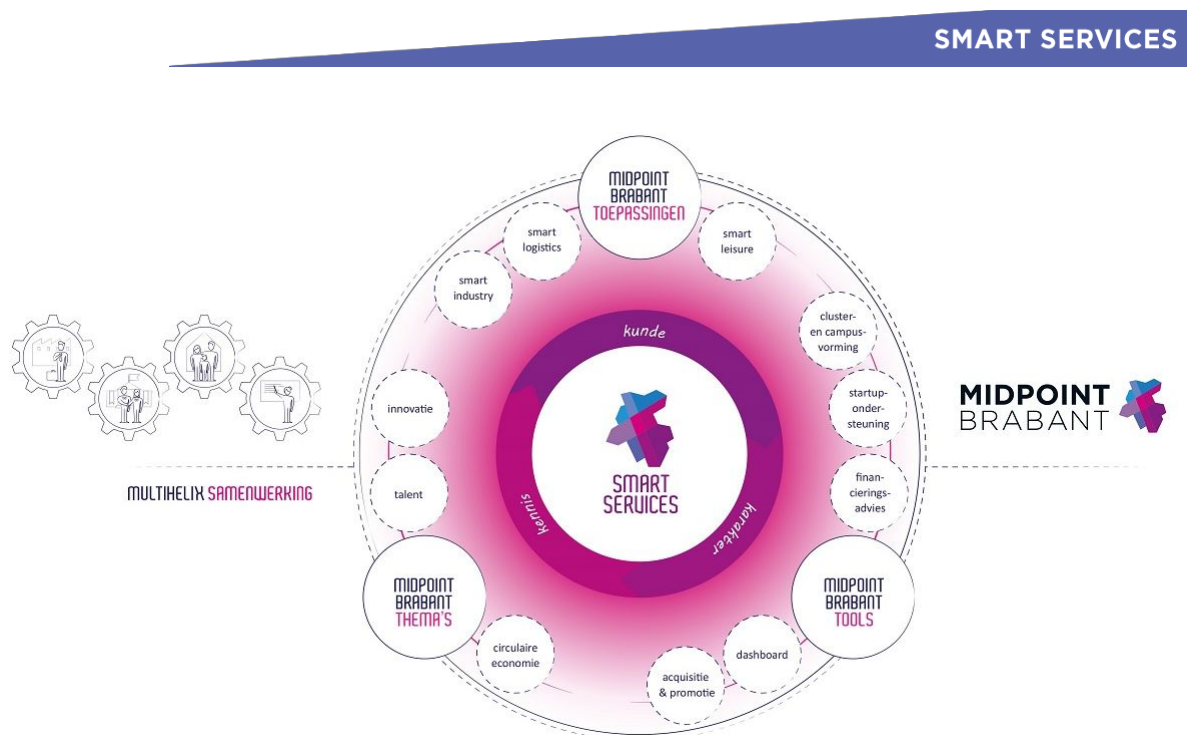 SMART SERVICES
MIDPOINT
BRABANT
TOEPASSINGEN
smart
logistics
smart
leisure
smart
industry
cluster-
en campus-
vorming
kunde
innovatie
startup-
onder-
steuning
MIDPOINT
BRABANT
talent
SMART
SERVICES
finan-
cierings-
advies
MULTIHELIX SAMENWERKING
kennis
karakter
MIDPOINT
BRABANT
THEMA'S
MIDPOINT
BRABANT
TOOLS
circulaire
economie
dashboard
acquisitie
& promotie